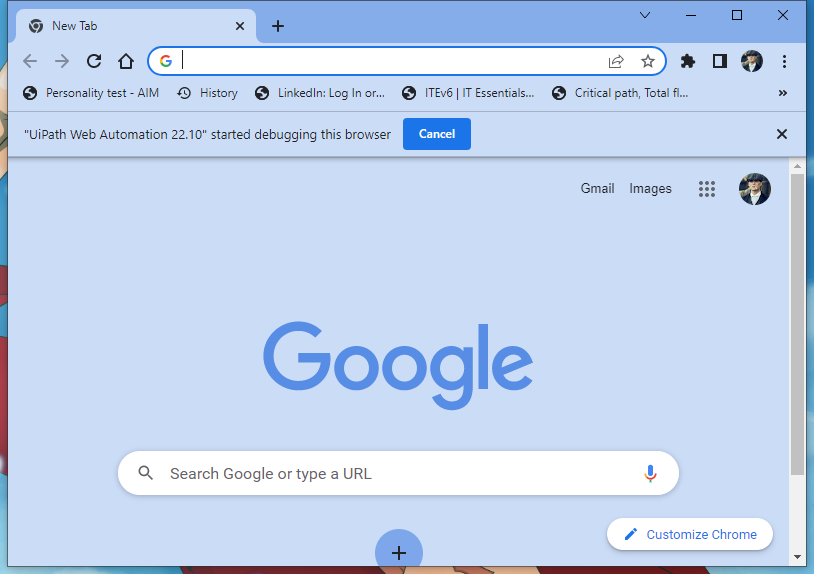 New Tab
Personality test - AIM
History
LinkedIn: Log In or...
ITEv6 | IT Essentials...
Critical path, Total fl...
"UiPath Web Automation 22.10" started debugging this browser
Cancel
Gmail
Images
Google
Search Google or type a URL
Customize Chrome